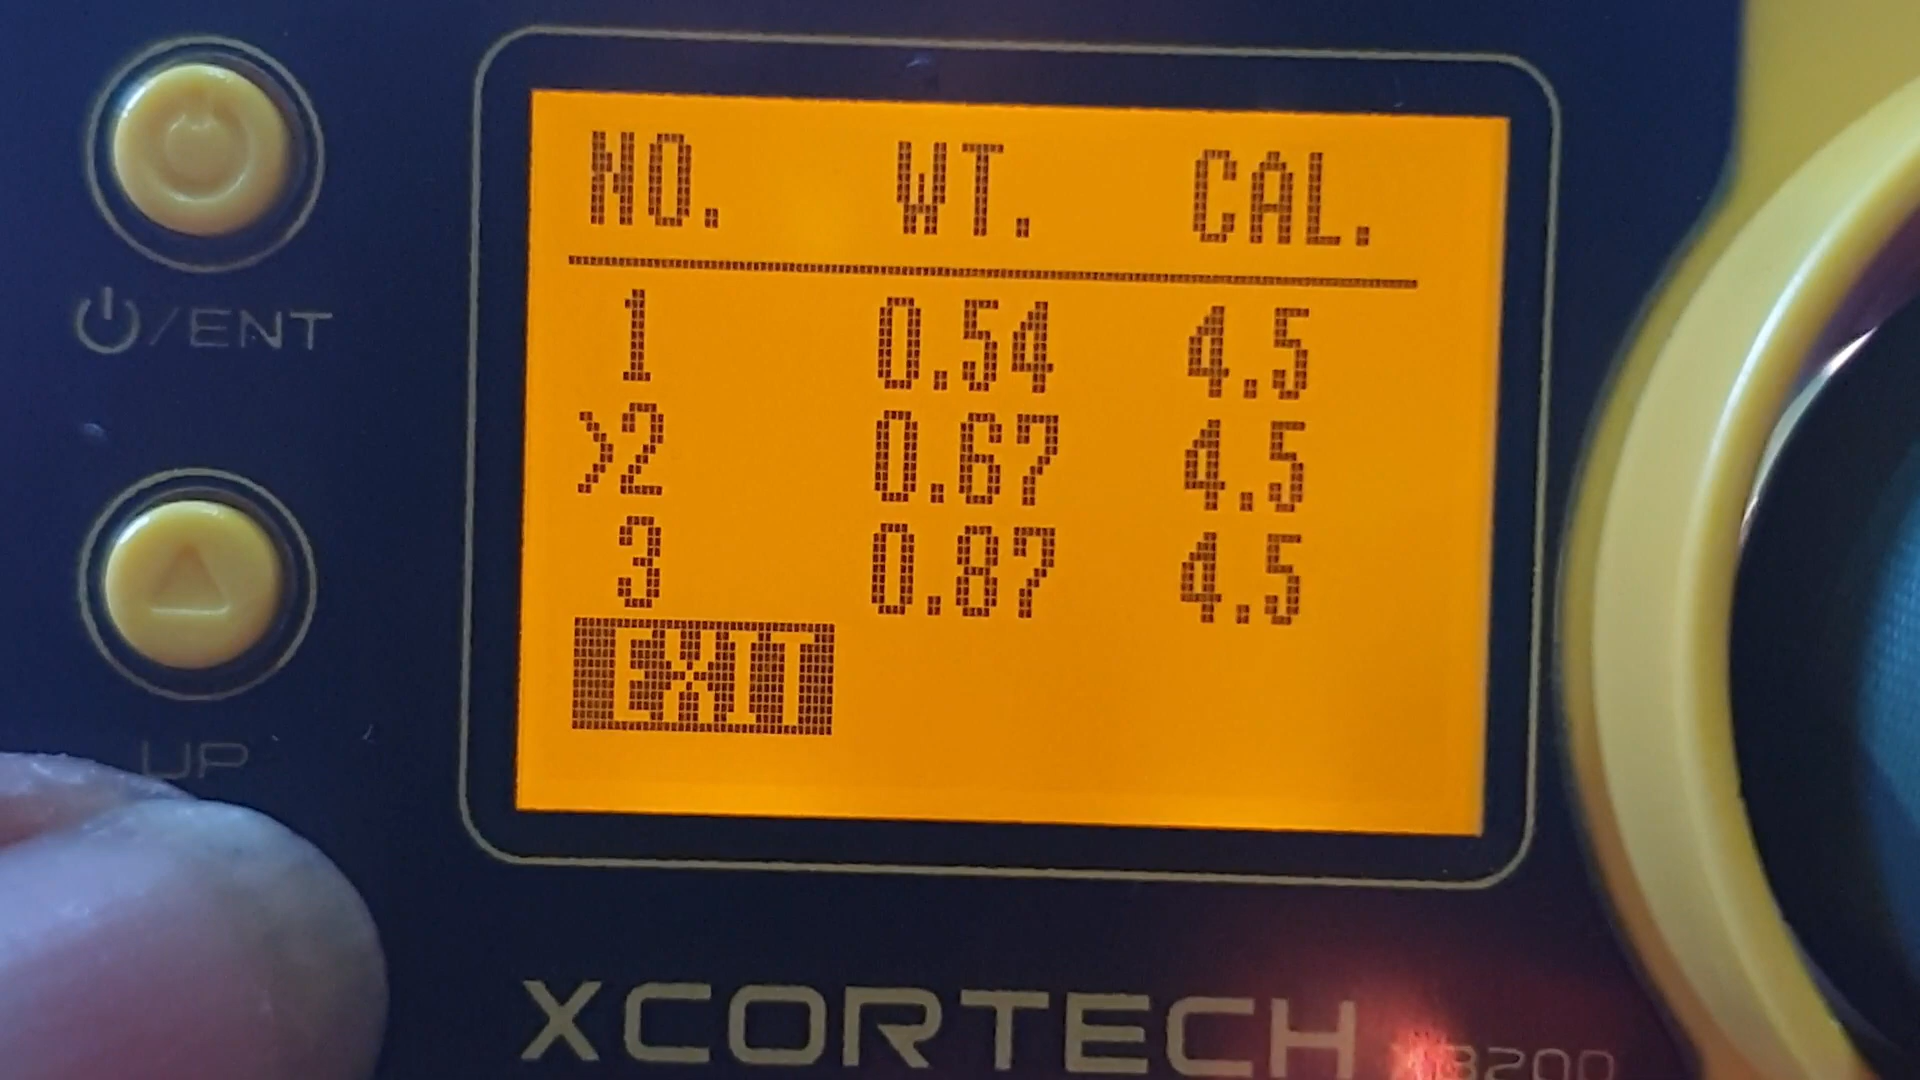 NO. WT. CAL.
1 0.54 4.5
>2 0.67 4.5
3 0.87 4.5
EXIT
⏻/ENT
UP
XCORTECH X3200